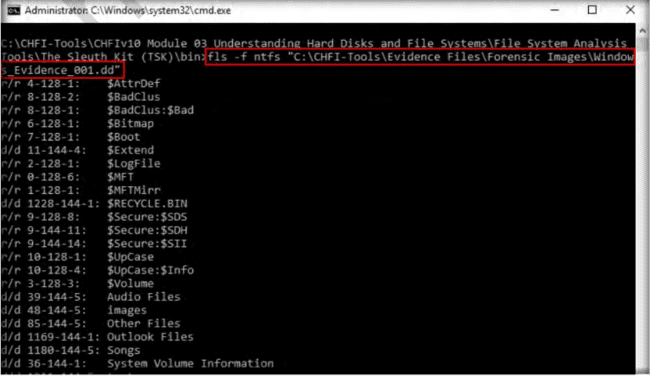 Administrator: C:\Windows\system32\cmd.exe
C:\CHFI-Tools\CHFIv10 Module 03 Understanding Hard Disks and File Systems\File System Analysis
Tools\The Sleuth Kit (TSK)\bin>fls -f ntfs "C:\CHFI-Tools\Evidence Files\Forensic Images\Window
s_Evidence_001.dd"
r/r 4-128-1: $AttrDef
r/r 8-128-2: $BadClus
r/r 8-128-1: $BadClus:$Bad
r/r 6-128-1: $Bitmap
r/r 7-128-1: $Boot
d/d 11-144-4: $Extend
r/r 2-128-1: $LogFile
r/r 0-128-6: $MFT
r/r 1-128-1: $MFTMirr
d/d 1228-144-1: $RECYCLE.BIN
r/r 9-128-8: $Secure:$SDS
r/r 9-144-11: $Secure:$SDH
r/r 9-144-14: $Secure:$SII
r/r 10-128-1: $UpCase
r/r 10-128-4: $UpCase:$Info
r/r 3-128-3: $Volume
d/d 39-144-5: Audio Files
d/d 48-144-5: images
d/d 85-144-5: Other Files
d/d 1169-144-1: Outlook Files
d/d 1180-144-5: Songs
d/d 36-144-1: System Volume Information